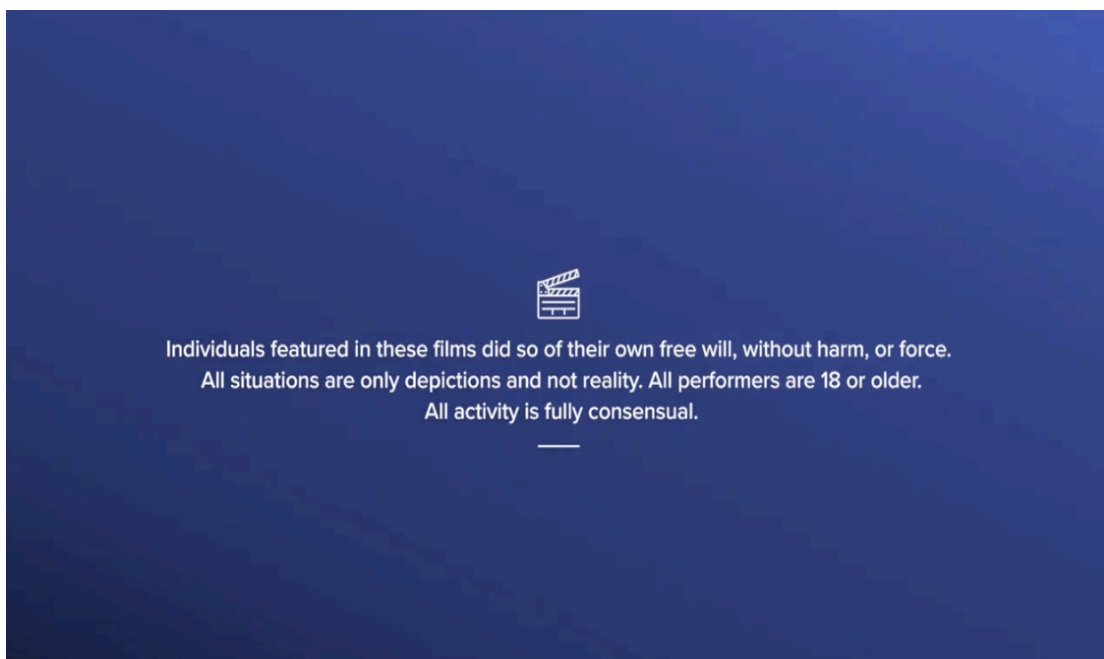 Individuals featured in these films did so of their own free will, without harm, or force.
All situations are only depictions and not reality. All performers are 18 or older.
All activity is fully consensual.